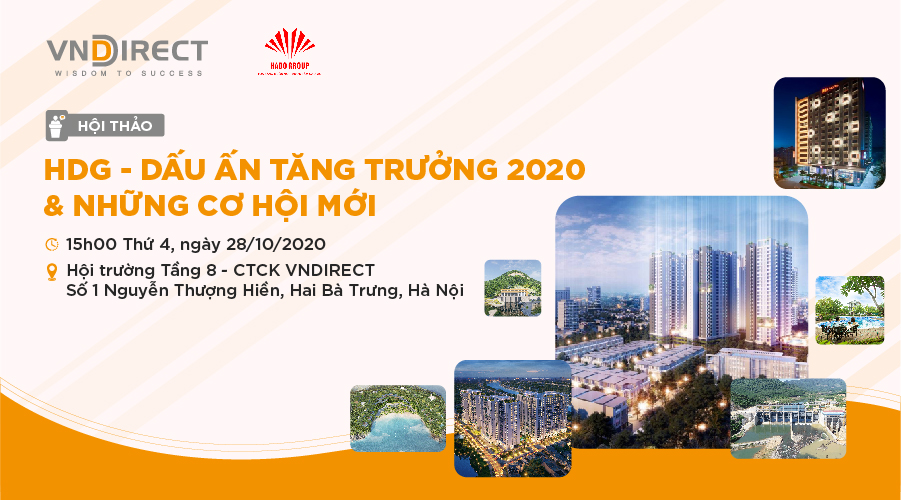 VNDIRECT
WISDOM TO SUCCESS
HADO GROUP
HỘI THẢO
HDG - DẤU ẤN TĂNG TRƯỞNG 2020
& NHỮNG CƠ HỘI MỚI
15h00 Thứ 4, ngày 28/10/2020
Hội trường Tầng 8 - CTCK VNDIRECT
Số 1 Nguyễn Thượng Hiền, Hai Bà Trưng, Hà Nội